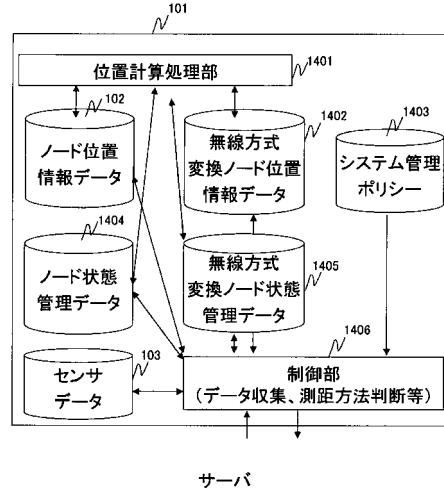 101
位置計算処理部
1401
102
ノード位置
情報データ
無線方式
変換ノード位置
情報データ
1402
1403
システム管理
ポリシー
1404
ノード状態
管理データ
無線方式
変換ノード状態
管理データ
1405
103
センサ
データ
1406
制御部
(データ収集、測距方法判断等)
サーバ